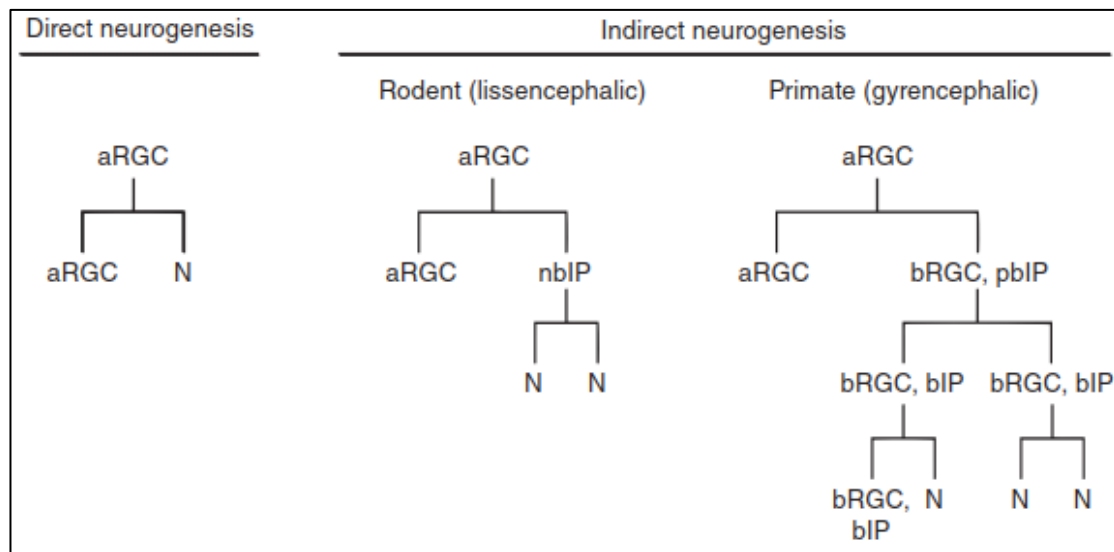 Direct neurogenesis
Indirect neurogenesis
Rodent (lissencephalic)
Primate (gyrencephalic)
aRGC
aRGC
aRGC
aRGC
N
aRGC
nbIP
aRGC
bRGC, pbIP
N
N
bRGC, bIP
bRGC, bIP
bRGC,
bIP
N
N
N